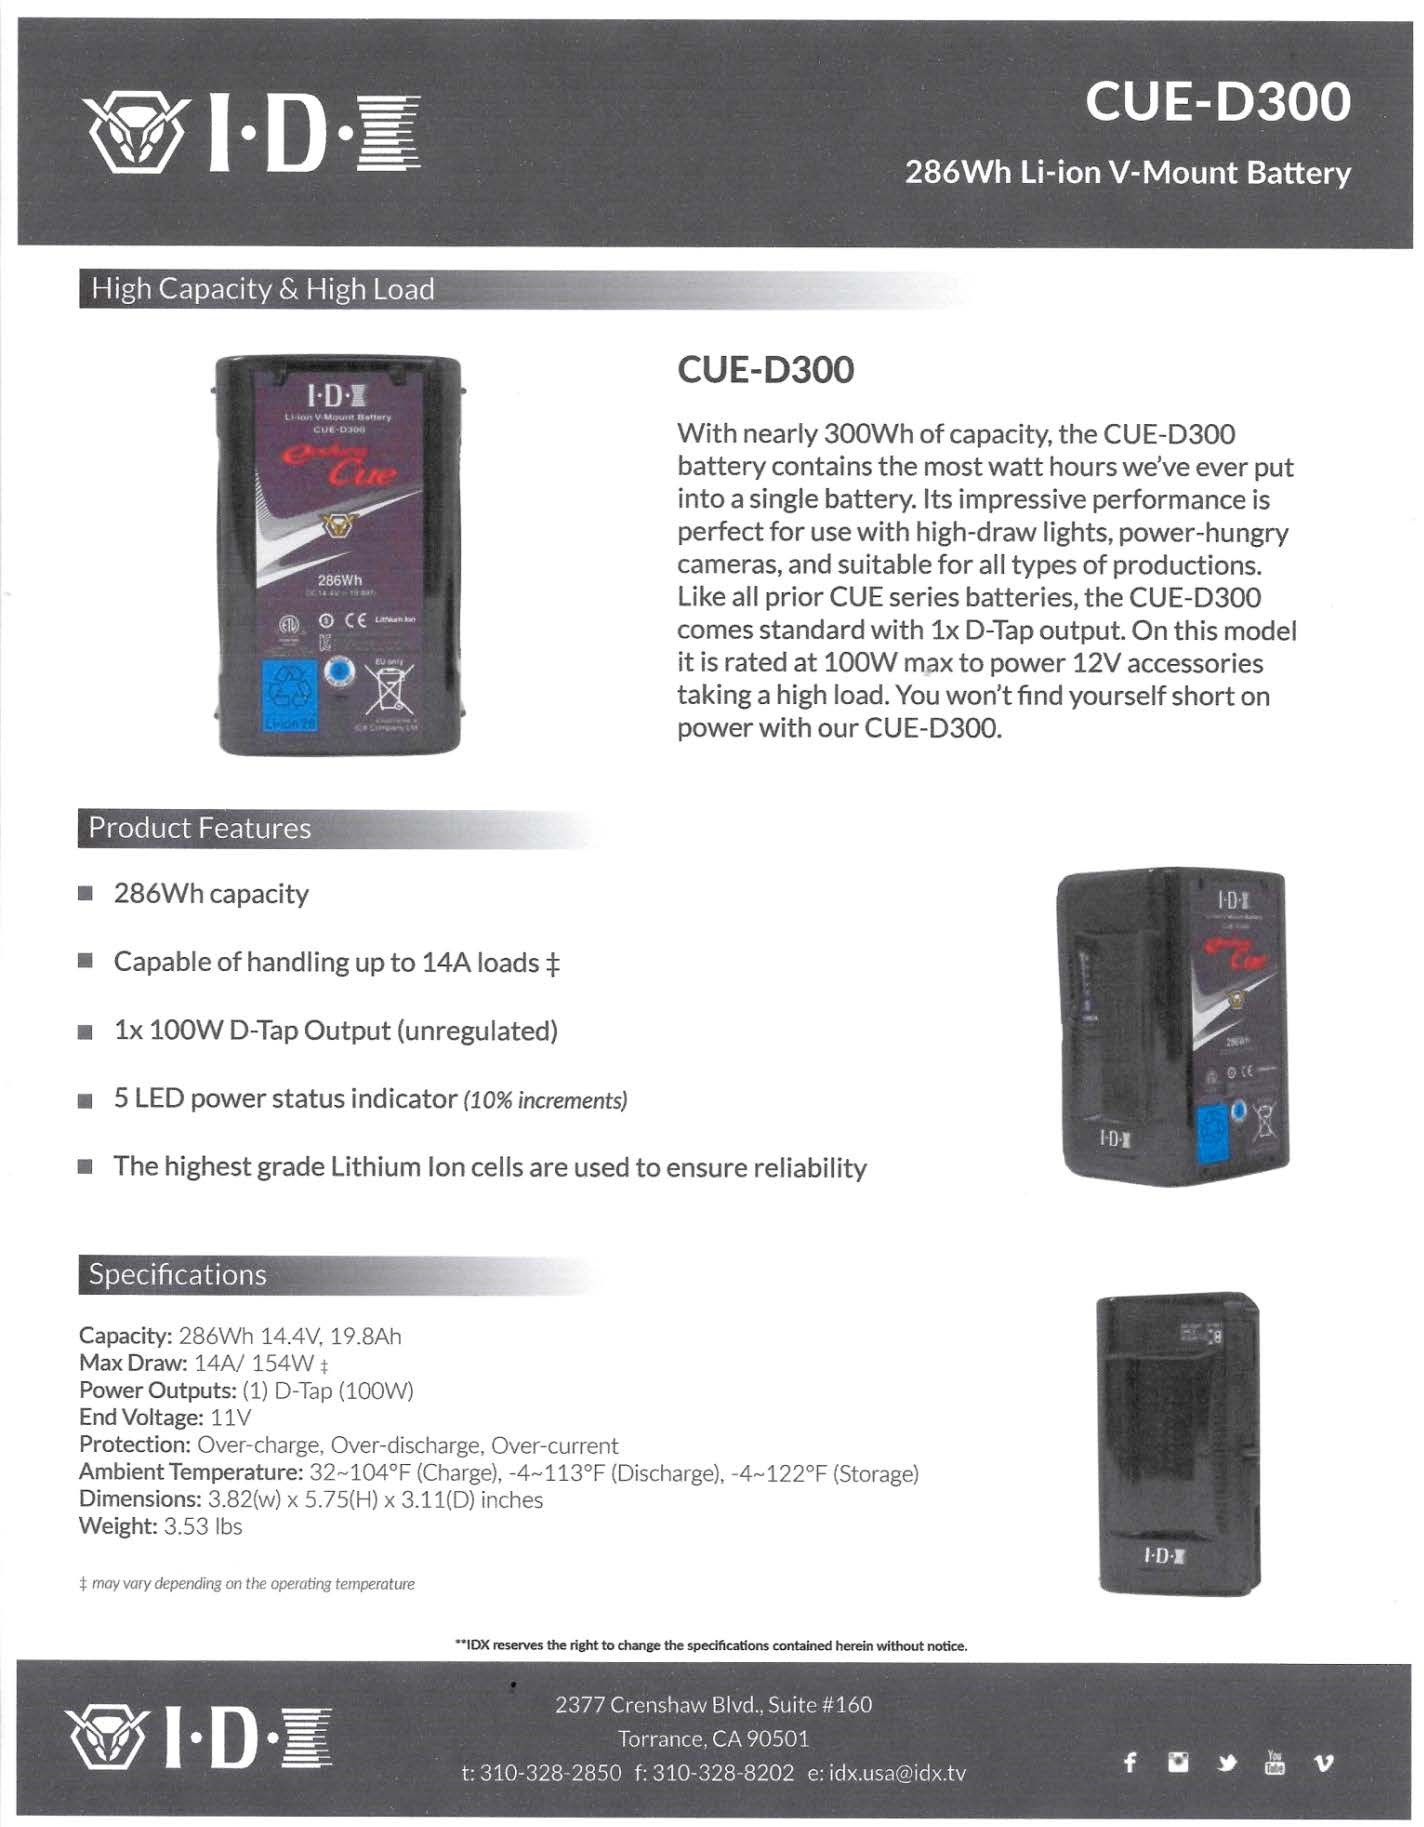 I·D·X
CUE-D300
286Wh Li-ion V-Mount Battery
High Capacity & High Load
I·D·X
Li-ion V-Mount Battery
CUE-D300
Cue
286Wh
Lithium Ion
EU only
Li-ion 20
CUE-D300
With nearly 300Wh of capacity, the CUE-D300
battery contains the most watt hours we've ever put
into a single battery. Its impressive performance is
perfect for use with high-draw lights, power-hungry
cameras, and suitable for all types of productions.
Like all prior CUE series batteries, the CUE-D300
comes standard with 1x D-Tap output. On this model
it is rated at 100W max to power 12V accessories
taking a high load. You won't find yourself short on
power with our CUE-D300.
Product Features
■ 286Wh capacity
■ Capable of handling up to 14A loads ‡
■ 1x 100W D-Tap Output (unregulated)
■ 5 LED power status indicator (10% increments)
■ The highest grade Lithium Ion cells are used to ensure reliability
I·D·X
Cue
286Wh
I·D·X
Specifications
Capacity: 286Wh 14.4V, 19.8Ah
Max Draw: 14A/ 154W ‡
Power Outputs: (1) D-Tap (100W)
End Voltage: 11V
Protection: Over-charge, Over-discharge, Over-current
Ambient Temperature: 32~104°F (Charge), -4~113°F (Discharge), -4~122°F (Storage)
Dimensions: 3.82(w) x 5.75(H) x 3.11(D) inches
Weight: 3.53 lbs
‡ may vary depending on the operating temperature
I·D·X
**IDX reserves the right to change the specifications contained herein without notice.
I·D·X
2377 Crenshaw Blvd., Suite #160
Torrance, CA 90501
t: 310-328-2850 f: 310-328-8202 e: idx.usa@idx.tv
You Tube